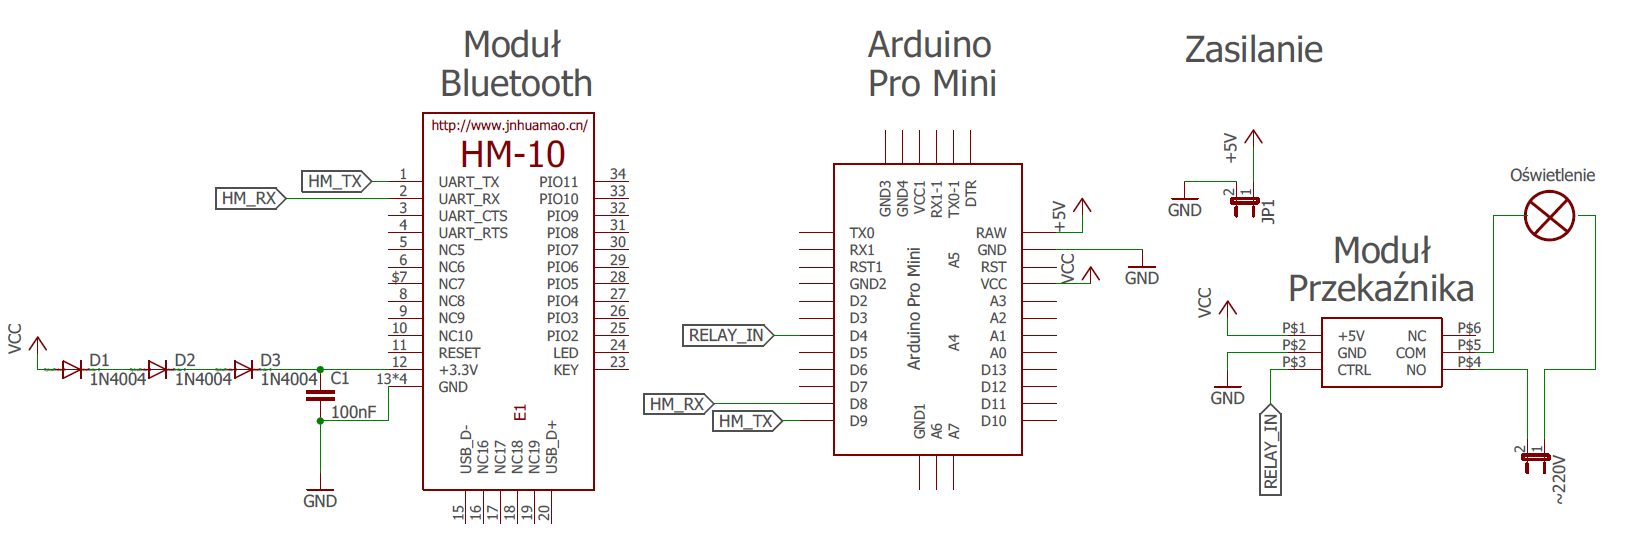 Moduł
Bluetooth
Arduino
Pro Mini
Zasilanie
http://www.jnhuamao.cn/
HM-10
HM_TX
HM_RX
1 UART_TX PIO11 34
2 UART_RX PIO10 33
3 UART_CTS PIO9 32
4 UART_RTS PIO8 31
5 NC5 PIO7 30
6 NC6 PIO6 29
$7 NC7 PIO5 28
8 NC8 PIO4 27
9 NC9 PIO3 26
10 NC10 PIO2 25
11 RESET LED 24
12 +3.3V KEY 23
13*4 GND
E1
USB_D- NC16 NC17 NC18 NC19 USB_D+
15 16 17 18 19 20
VCC
D1 D2 D3
1N4004 1N4004 1N4004
C1
100nF
GND
GND3 GND4 VCC1 RX1-1 TX0-1 DTR
TX0 RAW
RX1 GND
RST1 RST
GND2 VCC
D2 A3
D3 A2
D4 A1
D5 A0
D6 D13
D7 D12
D8 D11
D9 D10
A5
A4
Arduino Pro Mini
GND1 A6 A7
RELAY_IN
HM_RX
HM_TX
+5V
GND
VCC
+5V
GND
2 1
JP1
Oświetlenie
Moduł
Przekaźnika
VCC
P$1 +5V NC P$6
P$2 GND COM P$5
P$3 CTRL NO P$4
GND
RELAY_IN
2 1
~220V